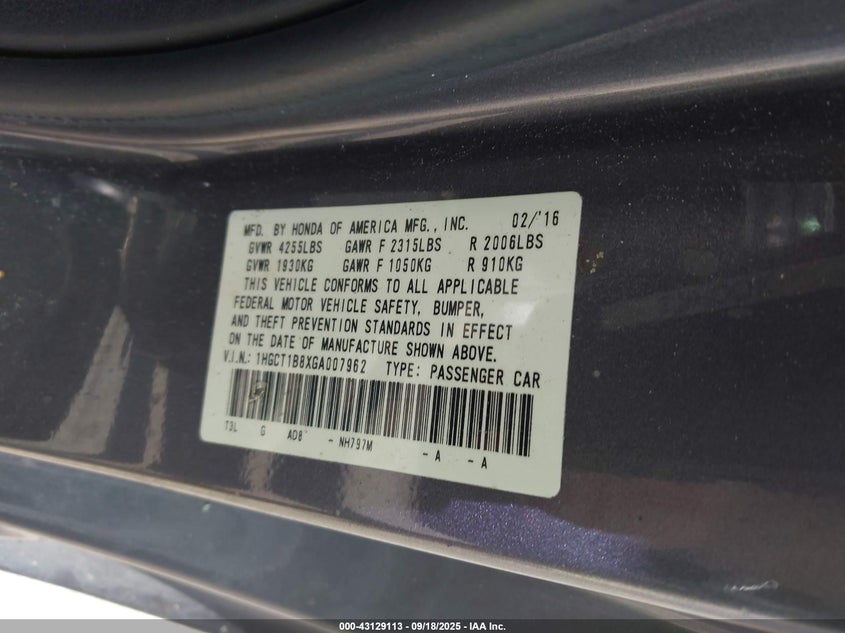 MFD. BY HONDA OF AMERICA MFG., INC. 02/'16
GVWR 4255LBS GAWR F 2315LBS R 2006LBS
GVWR 1930KG GAWR F 1050KG R 910KG
THIS VEHICLE CONFORMS TO ALL APPLICABLE
FEDERAL MOTOR VEHICLE SAFETY, BUMPER,
AND THEFT PREVENTION STANDARDS IN EFFECT
ON THE DATE OF MANUFACTURE SHOWN ABOVE.
V.I.N.: 1HGCT1B8XGA007962 TYPE: PASSENGER CAR
T3L G AD8 - NH797M - A - A
000-43129113 - 09/18/2025 - IAA Inc.